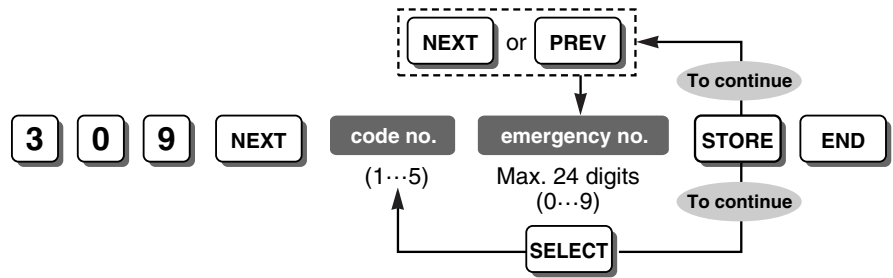 NEXT or PREV
To continue
3 0 9 NEXT code no. emergency no. STORE END
(1···5) Max. 24 digits
(0···9)
To continue
SELECT